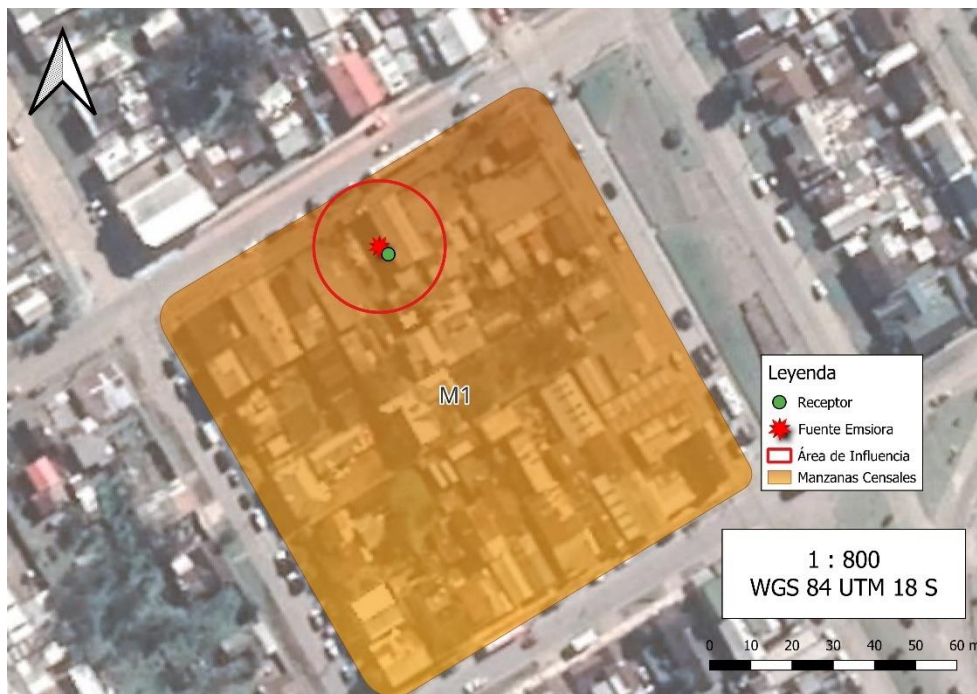 M1
Leyenda
Receptor
Fuente Emsiora
Área de Influencia
Manzanas Censales
1 : 800
WGS 84 UTM 18 S
0 10 20 30 40 50 60 m